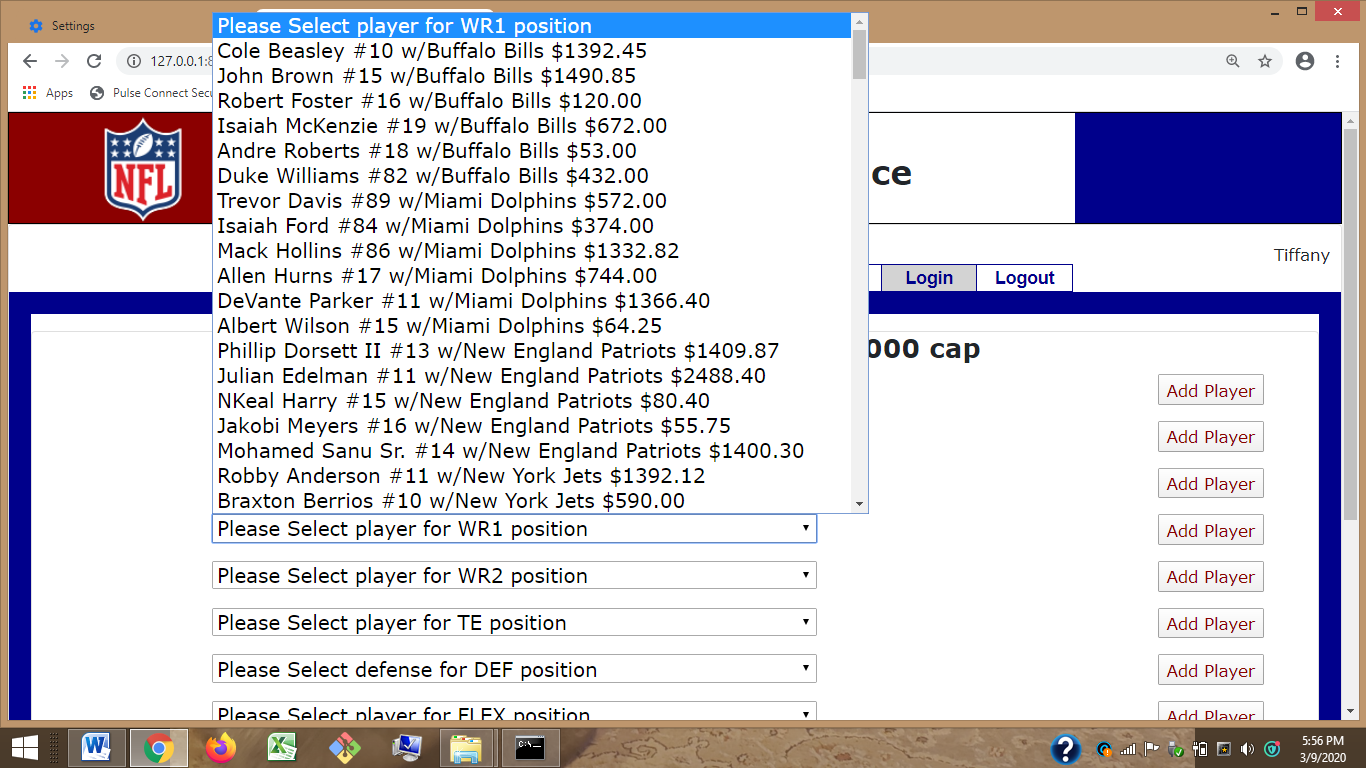 Settings
127.0.0.1:8
Apps
Pulse Connect Secu
NFL
ce
Tiffany
Login
Logout
000 cap
Please Select player for WR1 position
Cole Beasley #10 w/Buffalo Bills $1392.45
John Brown #15 w/Buffalo Bills $1490.85
Robert Foster #16 w/Buffalo Bills $120.00
Isaiah McKenzie #19 w/Buffalo Bills $672.00
Andre Roberts #18 w/Buffalo Bills $53.00
Duke Williams #82 w/Buffalo Bills $432.00
Trevor Davis #89 w/Miami Dolphins $572.00
Isaiah Ford #84 w/Miami Dolphins $374.00
Mack Hollins #86 w/Miami Dolphins $1332.82
Allen Hurns #17 w/Miami Dolphins $744.00
DeVante Parker #11 w/Miami Dolphins $1366.40
Albert Wilson #15 w/Miami Dolphins $64.25
Phillip Dorsett II #13 w/New England Patriots $1409.87
Julian Edelman #11 w/New England Patriots $2488.40
NKeal Harry #15 w/New England Patriots $80.40
Jakobi Meyers #16 w/New England Patriots $55.75
Mohamed Sanu Sr. #14 w/New England Patriots $1400.30
Robby Anderson #11 w/New York Jets $1392.12
Braxton Berrios #10 w/New York Jets $590.00
Add Player
Add Player
Add Player
Please Select player for WR1 position Add Player
Please Select player for WR2 position Add Player
Please Select player for TE position Add Player
Please Select defense for DEF position Add Player
Please Select player for FLEX position Add Player
5:56 PM
3/9/2020